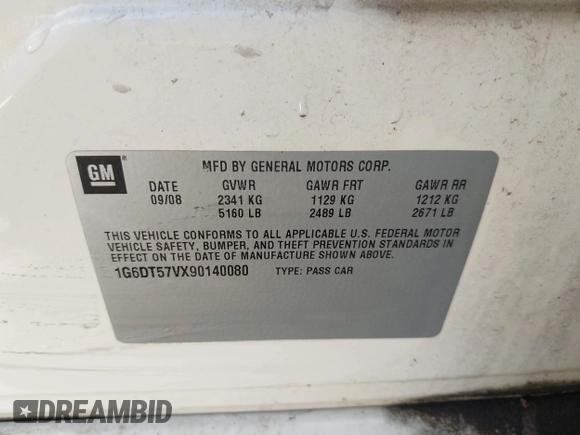 GM ® MFD BY GENERAL MOTORS CORP.
DATE GVWR GAWR FRT GAWR RR
09/08 2341 KG 1129 KG 1212 KG
5160 LB 2489 LB 2671 LB
THIS VEHICLE CONFORMS TO ALL APPLICABLE U.S. FEDERAL MOTOR
VEHICLE SAFETY, BUMPER, AND THEFT PREVENTION STANDARDS IN
EFFECT ON THE DATE OF MANUFACTURE SHOWN ABOVE.
1G6DT57VX90140080 TYPE: PASS CAR
DREAMBID